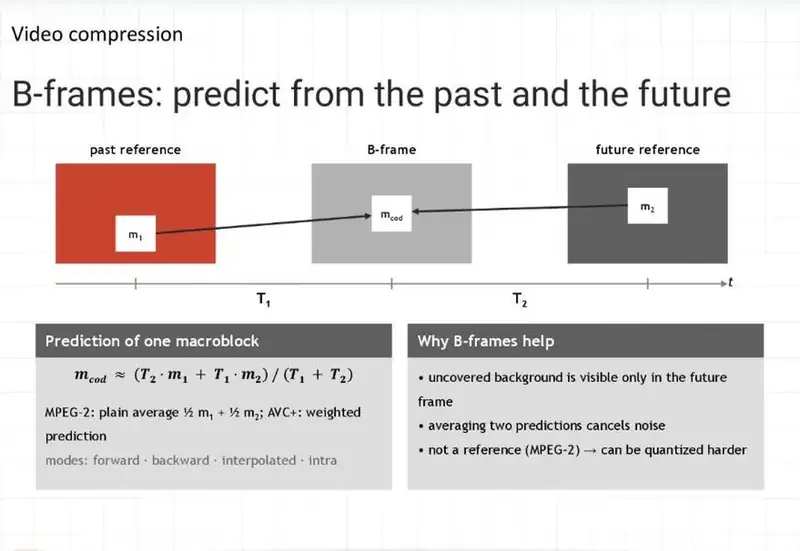 Video compression
B-frames: predict from the past and the future
past reference
B-frame
future reference
m₁
m_cod
m₂
t
T₁
T₂
Prediction of one macroblock
m_cod ≈ (T₂ · m₁ + T₁ · m₂) / (T₁ + T₂)
MPEG-2: plain average ½ m₁ + ½ m₂; AVC+: weighted
prediction
modes: forward · backward · interpolated · intra
Why B-frames help
• uncovered background is visible only in the future
frame
• averaging two predictions cancels noise
• not a reference (MPEG-2) → can be quantized harder